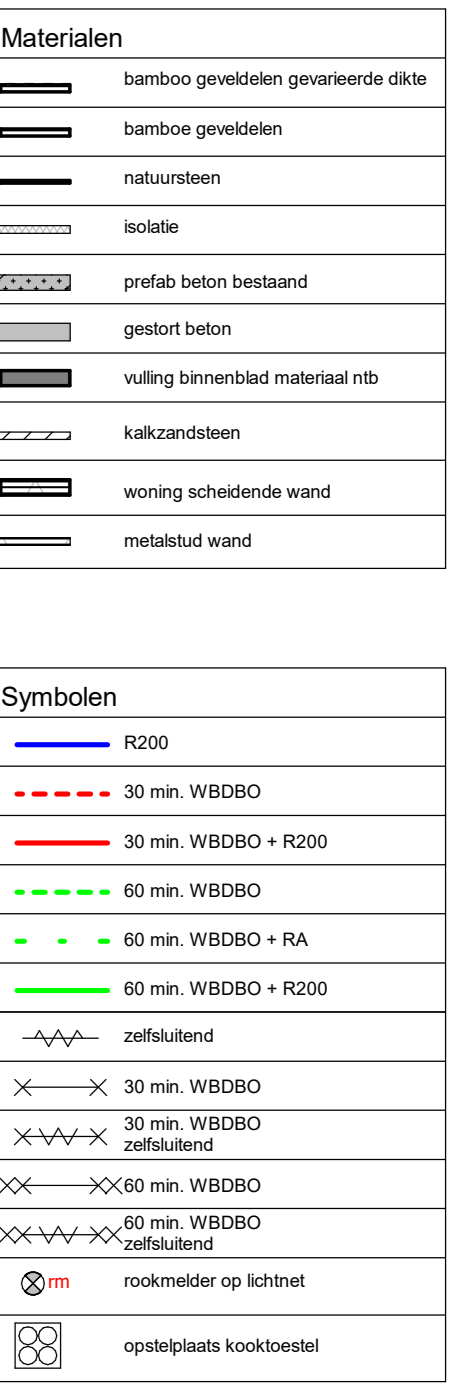 Materialen
bamboo geveldelen gevarieerde dikte
bamboe geveldelen
natuursteen
isolatie
prefab beton bestaand
gestort beton
vulling binnenblad materiaal ntb
kalkzandsteen
woning scheidende wand
metalstud wand
Symbolen
R200
30 min. WBDBO
30 min. WBDBO + R200
60 min. WBDBO
60 min. WBDBO + RA
60 min. WBDBO + R200
zelfsluitend
30 min. WBDBO
30 min. WBDBO
zelfsluitend
60 min. WBDBO
60 min. WBDBO
zelfsluitend
rm rookmelder op lichtnet
opstelplaats kooktoestel